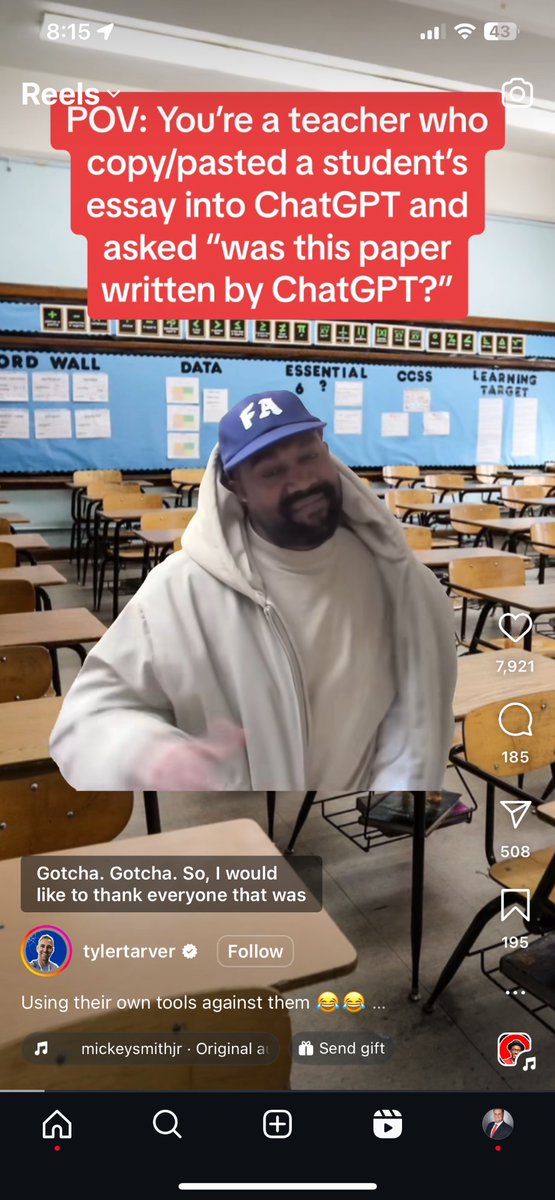 8:15
43
Reels
POV: You're a teacher who
copy/pasted a student's
essay into ChatGPT and
asked "was this paper
written by ChatGPT?"
ORD WALL
DATA
ESSENTIAL
6 ?
CCSS
LEARNING
TARGET
FA
7,921
185
508
195
Gotcha. Gotcha. So, I would
like to thank everyone that was
tylertarver
Follow
Using their own tools against them 😂😂 ...
mickeysmithjr · Original au
Send gift